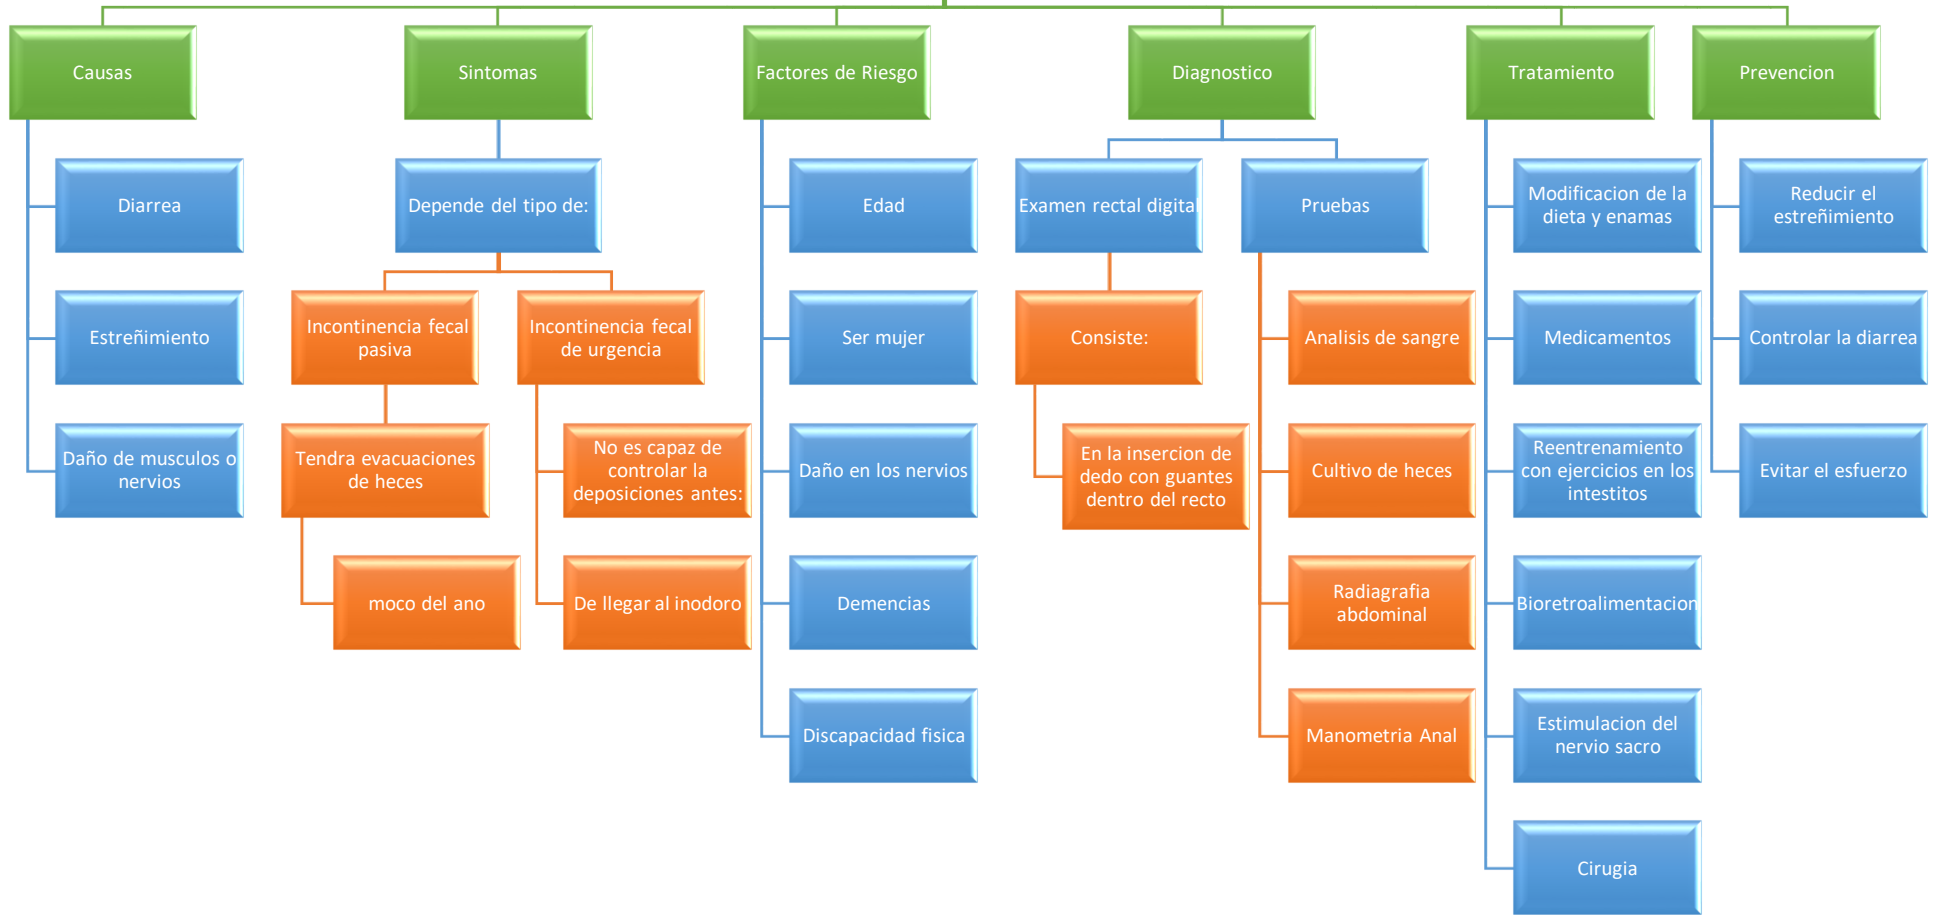 Causas
Sintomas
Factores de Riesgo
Diagnostico
Tratamiento
Prevencion
Diarrea
Estreñimiento
Daño de musculos o
nervios
Depende del tipo de:
Incontinencia fecal
pasiva
Tendra evacuaciones
de heces
moco del ano
Incontinencia fecal
de urgencia
No es capaz de
controlar la
deposiciones antes:
De llegar al inodoro
Edad
Ser mujer
Daño en los nervios
Demencias
Discapacidad fisica
Examen rectal digital
Consiste:
En la insercion de
dedo con guantes
dentro del recto
Pruebas
Analisis de sangre
Cultivo de heces
Radiagrafia
abdominal
Manometria Anal
Modificacion de la
dieta y enamas
Medicamentos
Reentrenamiento
con ejercicios en los
intestitos
Bioretroalimentacion
Estimulacion del
nervio sacro
Cirugia
Reducir el
estreñimiento
Controlar la diarrea
Evitar el esfuerzo